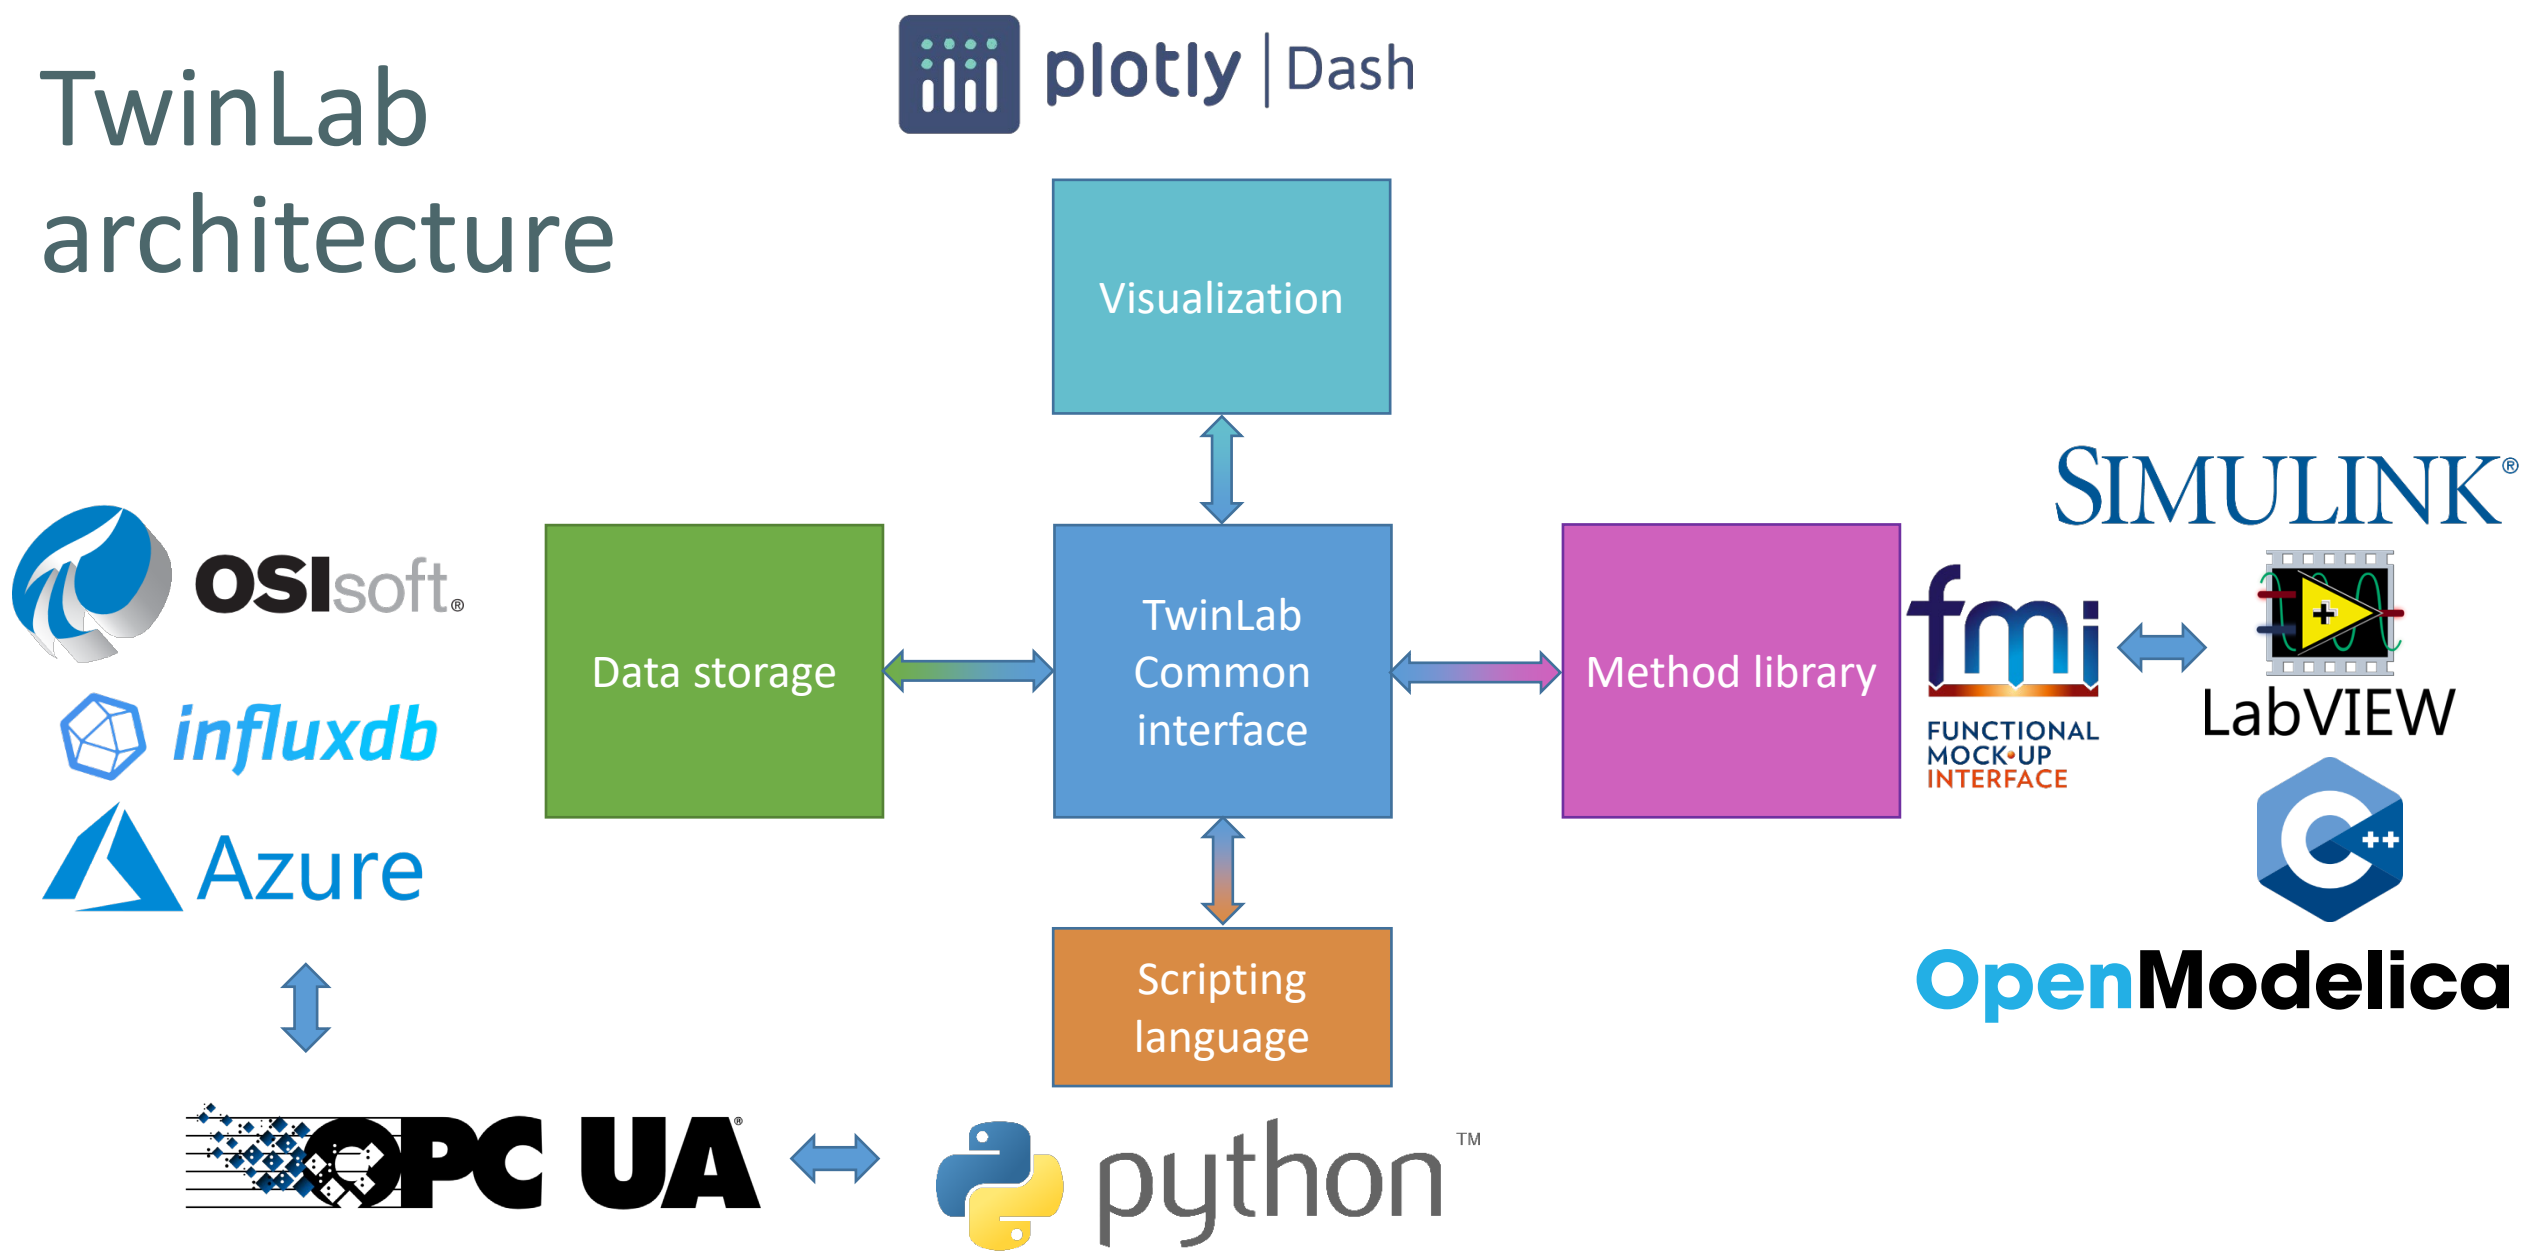 TwinLab
architecture
plotly | Dash
Visualization
OSIsoft®
influxdb
Azure
Data storage
TwinLab
Common
interface
Method library
fmi
FUNCTIONAL
MOCK•UP
INTERFACE
SIMULINK®
LabVIEW
C++
OpenModelica
Scripting
language
OPC UA®
python™